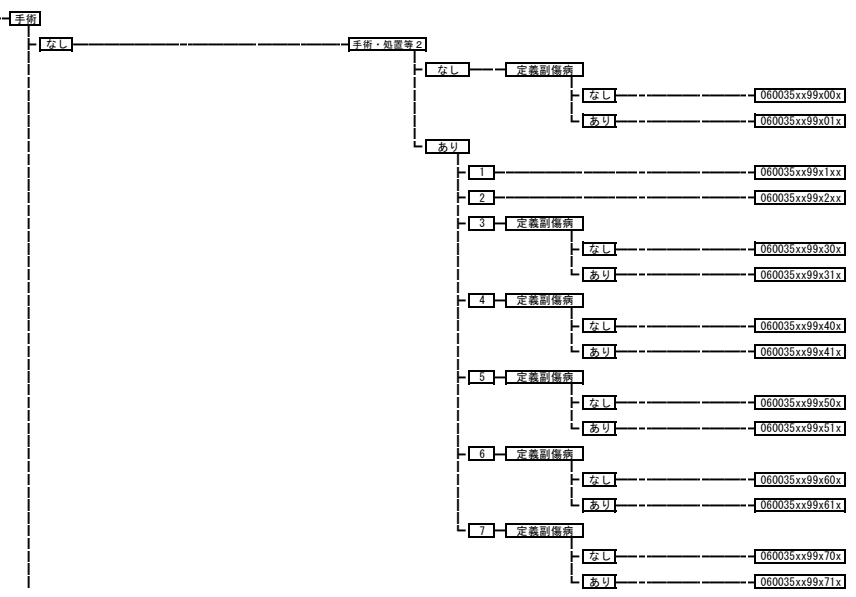 手術
なし 手術・処置等2
なし 定義副傷病
なし 060035xx99x00x
あり 060035xx99x01x
あり
1 060035xx99x1xx
2 060035xx99x2xx
3 定義副傷病
なし 060035xx99x30x
あり 060035xx99x31x
4 定義副傷病
なし 060035xx99x40x
あり 060035xx99x41x
5 定義副傷病
なし 060035xx99x50x
あり 060035xx99x51x
6 定義副傷病
なし 060035xx99x60x
あり 060035xx99x61x
7 定義副傷病
なし 060035xx99x70x
あり 060035xx99x71x